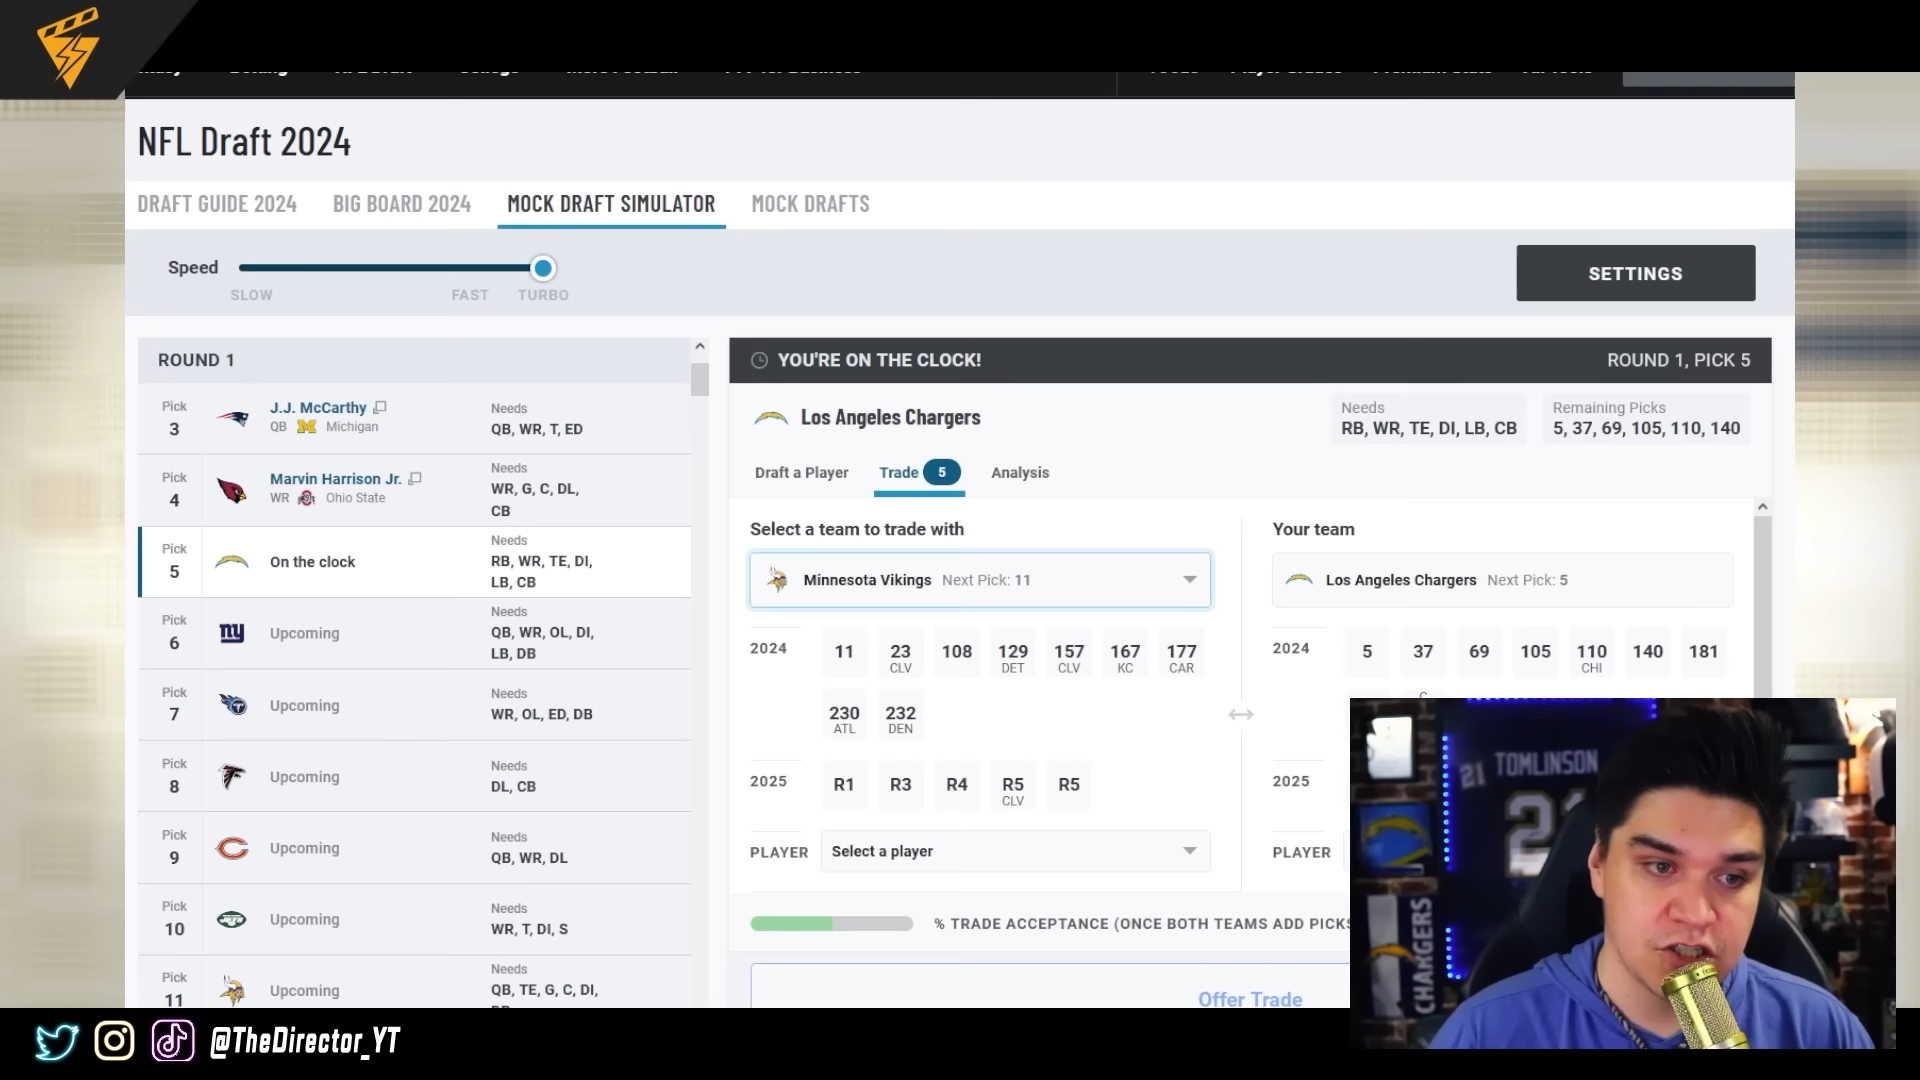 NFL Draft 2024
DRAFT GUIDE 2024 BIG BOARD 2024 MOCK DRAFT SIMULATOR MOCK DRAFTS
Speed
SLOW FAST TURBO
SETTINGS
ROUND 1
Pick 3
J.J. McCarthy
QB Michigan
Needs
QB, WR, T, ED
Pick 4
Marvin Harrison Jr.
WR Ohio State
Needs
WR, G, C, DL,
CB
Pick 5
On the clock
Needs
RB, WR, TE, DI,
LB, CB
Pick 6
Upcoming
Needs
QB, WR, OL, DI,
LB, DB
Pick 7
Upcoming
Needs
WR, OL, ED, DB
Pick 8
Upcoming
Needs
DL, CB
Pick 9
Upcoming
Needs
QB, WR, DL
Pick 10
Upcoming
Needs
WR, T, DI, S
Pick 11
Upcoming
Needs
QB, TE, G, C, DI,
YOU'RE ON THE CLOCK!
ROUND 1, PICK 5
Los Angeles Chargers
Needs
RB, WR, TE, DI, LB, CB
Remaining Picks
5, 37, 69, 105, 110, 140
Draft a Player Trade 5 Analysis
Select a team to trade with
Minnesota Vikings Next Pick: 11
2024 11 23 108 129 157 167 177
CLV DET CLV KC CAR
230 232
ATL DEN
2025 R1 R3 R4 R5 R5
CLV
PLAYER Select a player
Your team
Los Angeles Chargers Next Pick: 5
2024 5 37 69 105 110 140 181
CHI
2025
PLAYER
% TRADE ACCEPTANCE (ONCE BOTH TEAMS ADD PICKS
Offer Trade
21 TOMLINSON
CHARGERS
@TheDirector_YT